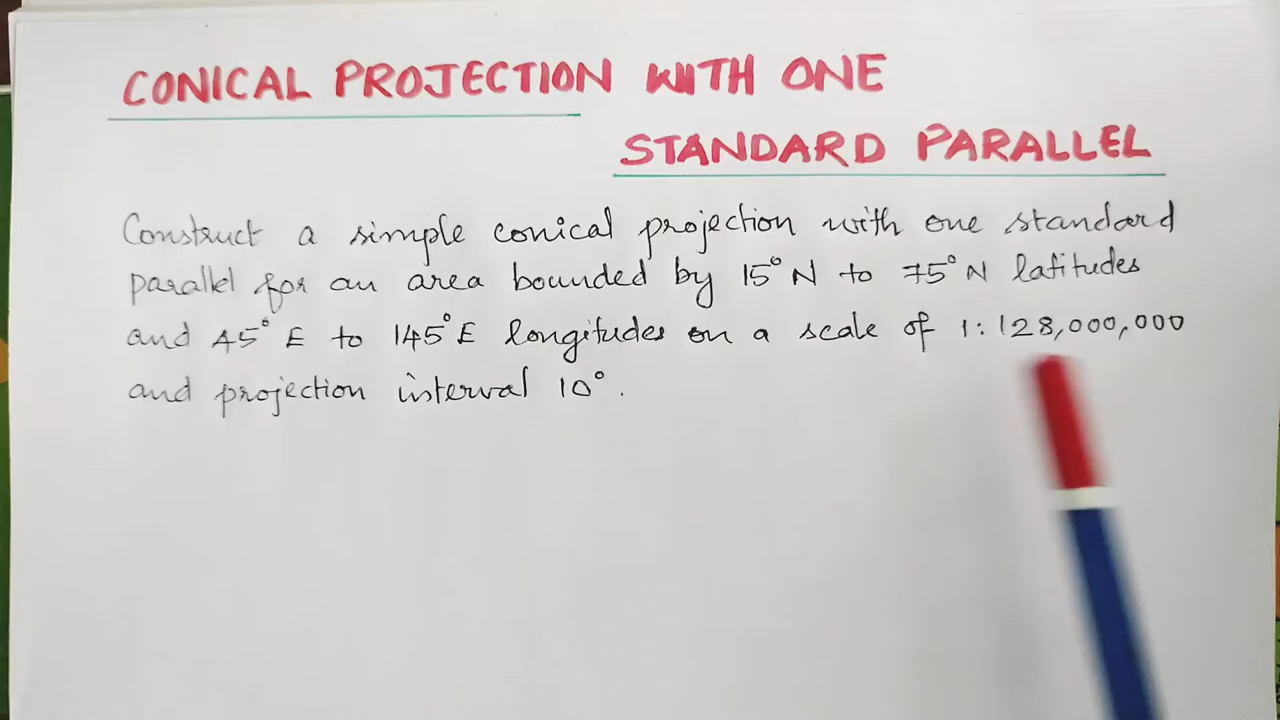 CONICAL PROJECTION WITH ONE
STANDARD PARALLEL
Construct a simple conical projection with one standard
parallel for an area bounded by 15° N to 75° N latitudes
and 45° E to 145° E longitudes on a scale of 1:128,000,000
and projection interval 10°.